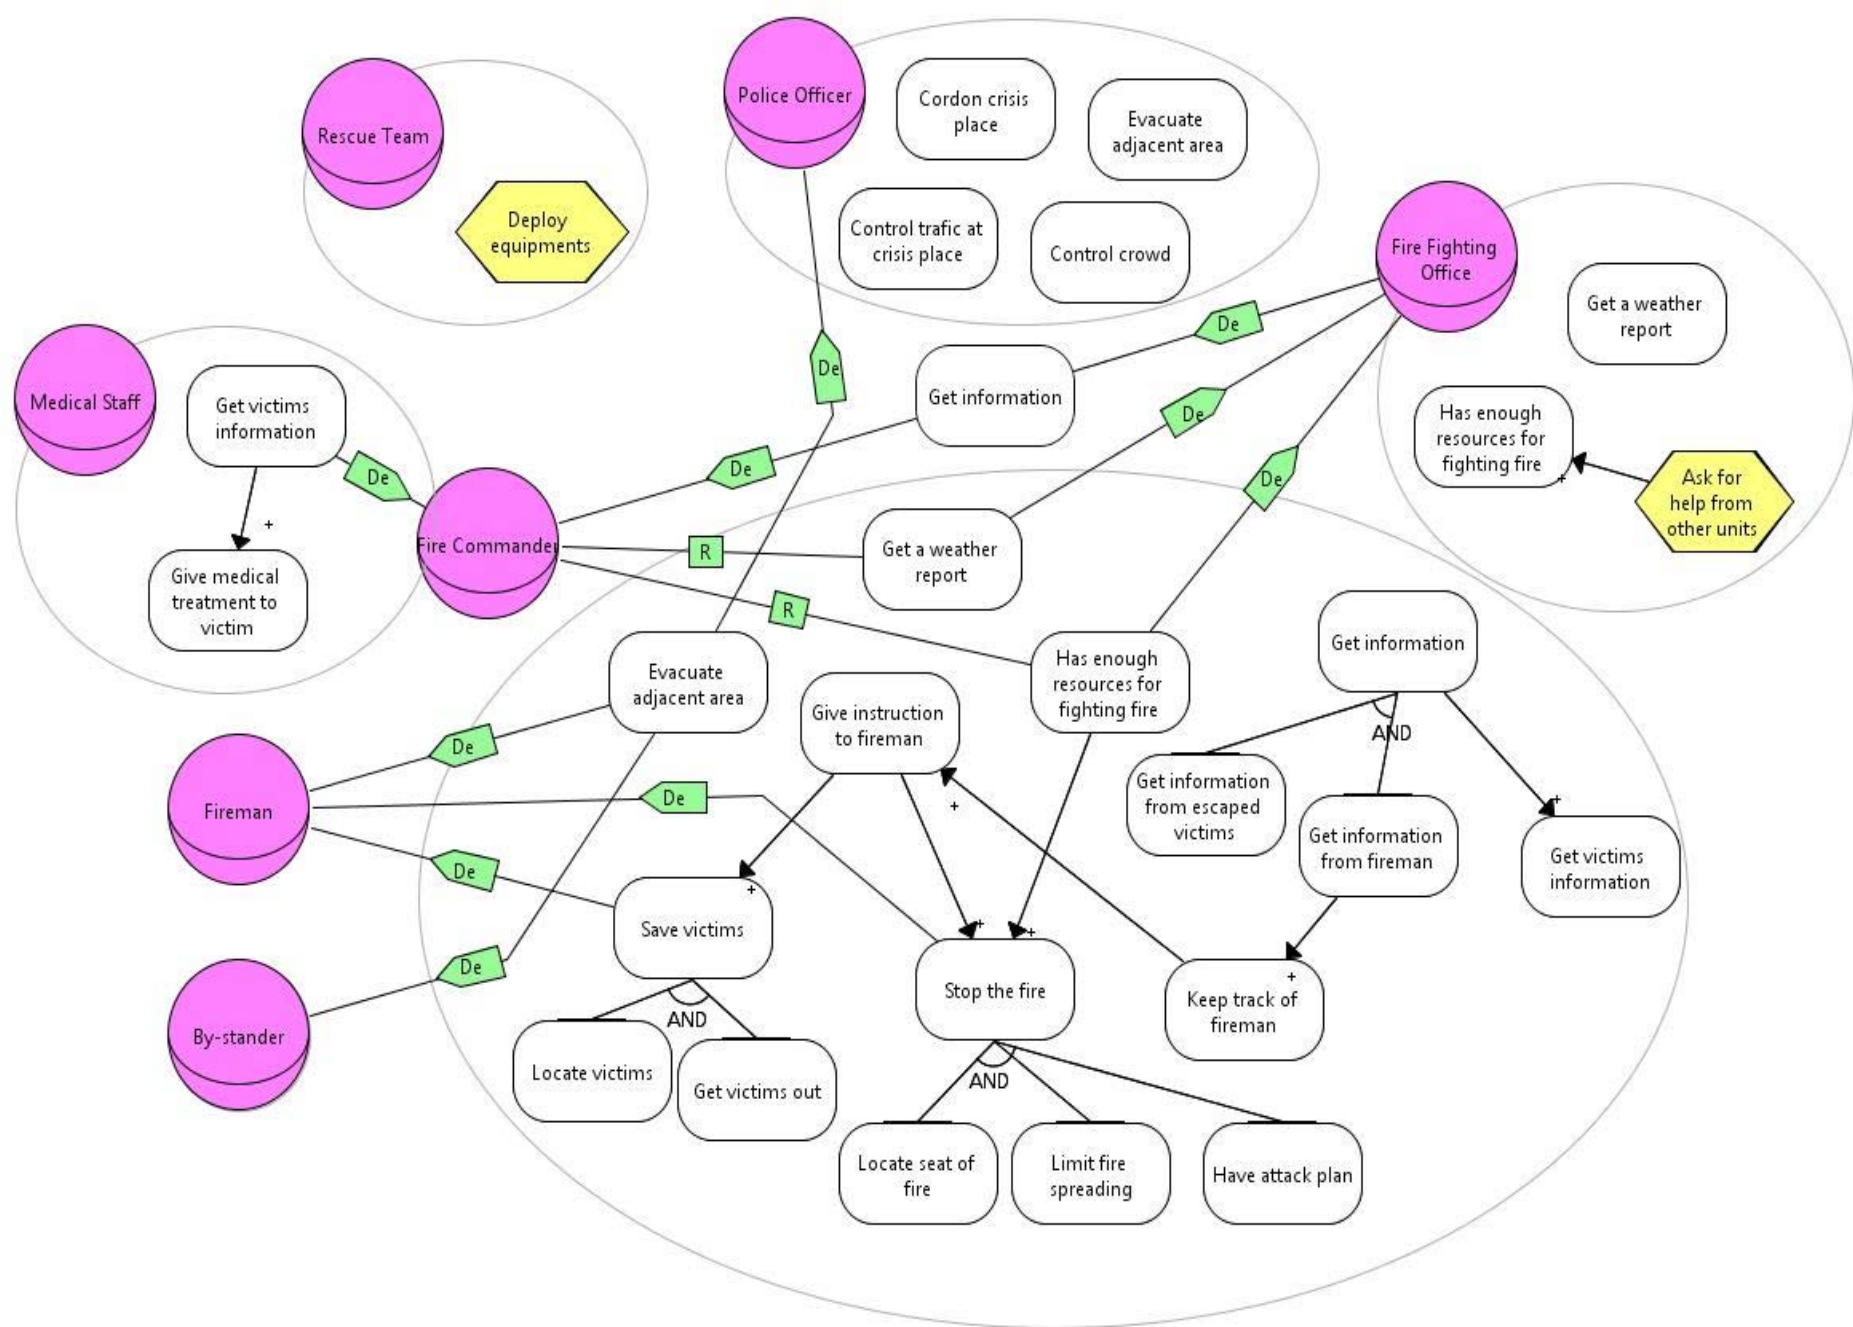 Police Officer
Cordon crisis
place
Evacuate
adjacent area
Rescue Team
Deploy
equipments
Control trafic at
crisis place
Control crowd
Fire Fighting
Office
Get a weather
report
Medical Staff
Get victims
information
De
Give medical
treatment to
victim
Fire Commander
De
Get information
De
De
De
De
R
R
Get a weather
report
Has enough
resources for
fighting fire
+
Ask for
help from
other units
+
Evacuate
adjacent area
Give instruction
to fireman
+
Has enough
resources for
fighting fire
Get information
AND
Get information
from escaped
victims
Get information
from fireman
+
Get victims
information
Fireman
De
De
De
By-stander
De
+
Save victims
AND
Locate victims
Get victims out
+
+
Stop the fire
AND
+
Keep track of
fireman
Locate seat of
fire
Limit fire
spreading
Have attack plan